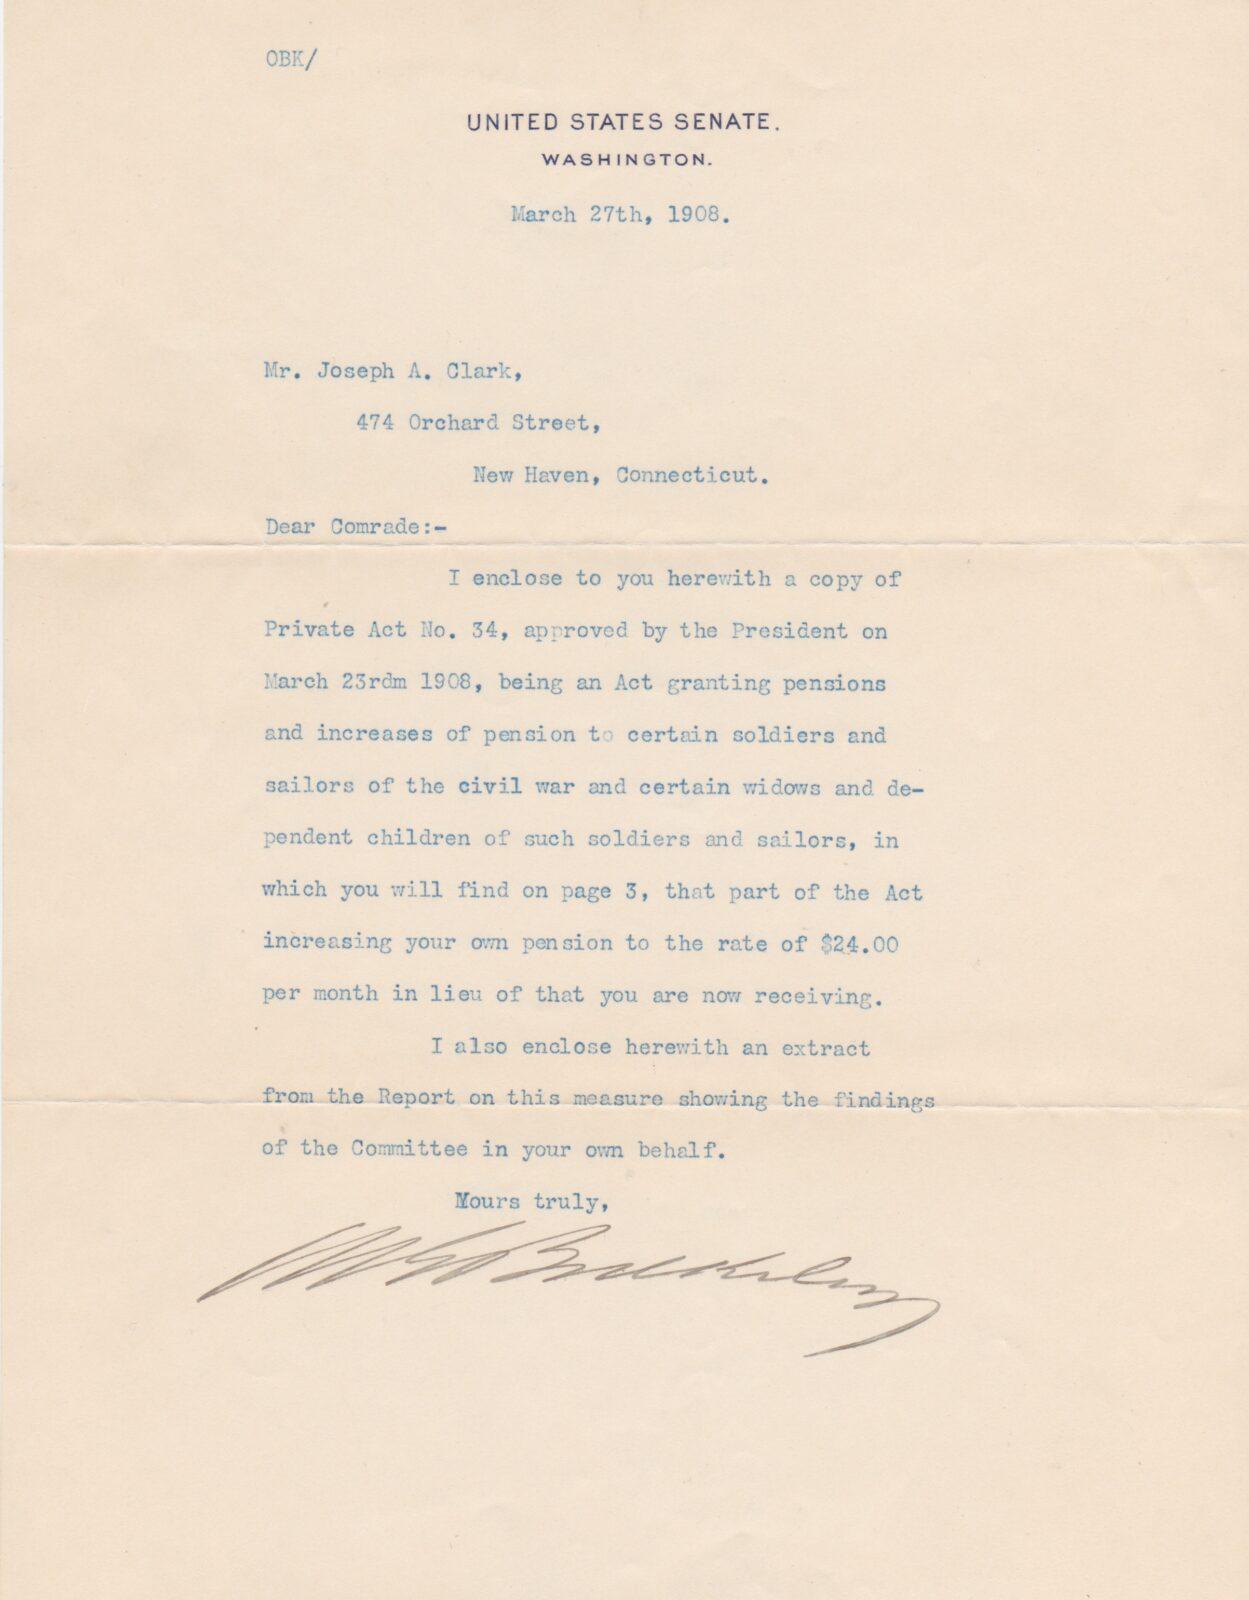 OBK/
UNITED STATES SENATE.
WASHINGTON.
March 27th, 1908.
Mr. Joseph A. Clark,
474 Orchard Street,
New Haven, Connecticut.
Dear Comrade:-
I enclose to you herewith a copy of
Private Act No. 34, approved by the President on
March 23rdm 1908, being an Act granting pensions
and increases of pension to certain soldiers and
sailors of the civil war and certain widows and de-
pendent children of such soldiers and sailors, in
which you will find on page 3, that part of the Act
increasing your own pension to the rate of $24.00
per month in lieu of that you are now receiving.
I also enclose herewith an extract
from the Report on this measure showing the findings
of the Committee in your own behalf.
Yours truly,